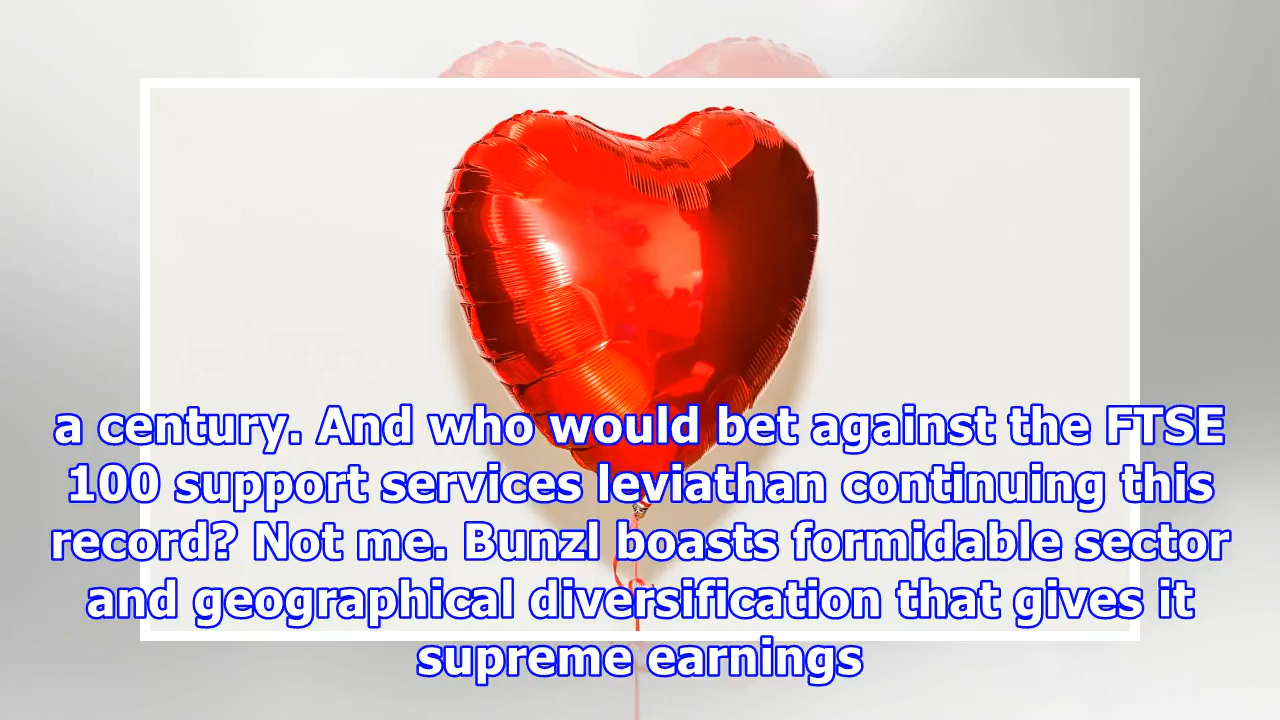 a century. And who would bet against the FTSE
100 support services leviathan continuing this
record? Not me. Bunzl boasts formidable sector
and geographical diversification that gives it
supreme earnings